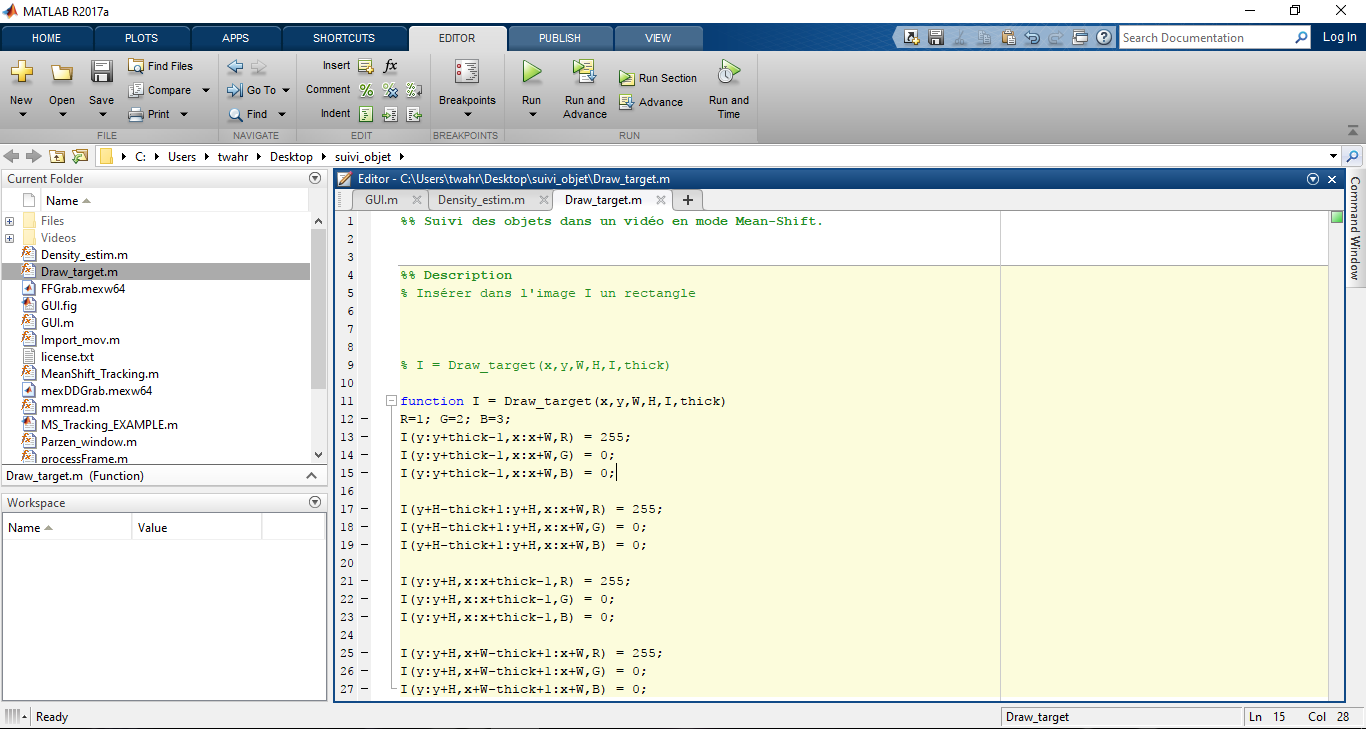 MATLAB R2017a
HOME PLOTS APPS SHORTCUTS EDITOR PUBLISH VIEW Search Documentation Log In
New Open Save Find Files Compare Print
FILE
Go To Find
NAVIGATE
Insert fx
Comment % % %
Indent
EDIT
Breakpoints
BREAKPOINTS
Run Run and Advance Run Section Advance Run and Time
RUN
C: Users twahr Desktop suivi_objet
Current Folder
Name
Files
Videos
Density_estim.m
Draw_target.m
FFGrab.mexw64
GUI.fig
GUI.m
Import_mov.m
license.txt
MeanShift_Tracking.m
mexDDGrab.mexw64
mmread.m
MS_Tracking_EXAMPLE.m
Parzen_window.m
processFrame.m
Draw_target.m (Function)
Workspace
Name Value
Editor - C:\Users\twahr\Desktop\suivi_objet\Draw_target.m
GUI.m Density_estim.m Draw_target.m +
1 %% Suivi des objets dans un vidéo en mode Mean-Shift.
2
3
4 %% Description
5 % Insérer dans l'image I un rectangle
6
7
8
9 % I = Draw_target(x,y,W,H,I,thick)
10
11 function I = Draw_target(x,y,W,H,I,thick)
12 – R=1; G=2; B=3;
13 – I(y:y+thick-1,x:x+W,R) = 255;
14 – I(y:y+thick-1,x:x+W,G) = 0;
15 – I(y:y+thick-1,x:x+W,B) = 0;
16
17 – I(y+H-thick+1:y+H,x:x+W,R) = 255;
18 – I(y+H-thick+1:y+H,x:x+W,G) = 0;
19 – I(y+H-thick+1:y+H,x:x+W,B) = 0;
20
21 – I(y:y+H,x:x+thick-1,R) = 255;
22 – I(y:y+H,x:x+thick-1,G) = 0;
23 – I(y:y+H,x:x+thick-1,B) = 0;
24
25 – I(y:y+H,x+W-thick+1:x+W,R) = 255;
26 – I(y:y+H,x+W-thick+1:x+W,G) = 0;
27 – I(y:y+H,x+W-thick+1:x+W,B) = 0;
Command Window
Ready Draw_target Ln 15 Col 28